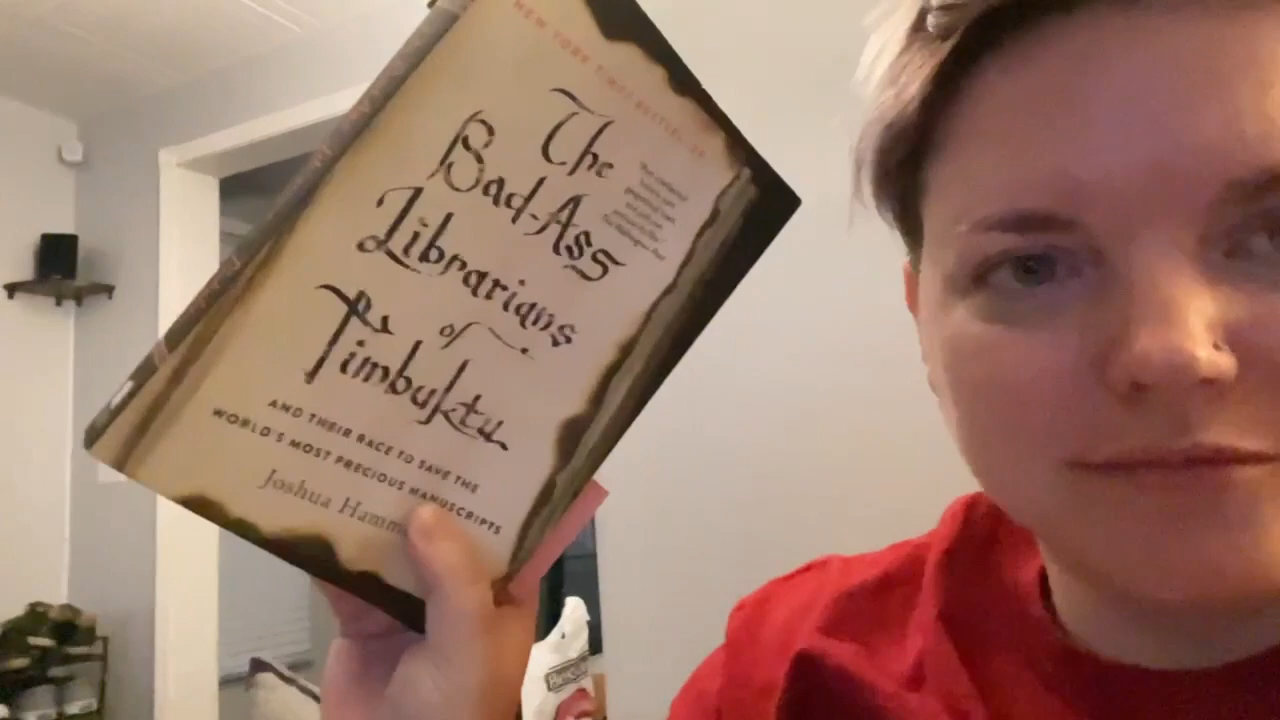 NEW YORK TIMES BESTSELLER
The
Bad-Ass
Librarians
of
Timbuktu
AND THEIR RACE TO SAVE THE
WORLD'S MOST PRECIOUS MANUSCRIPTS
Joshua